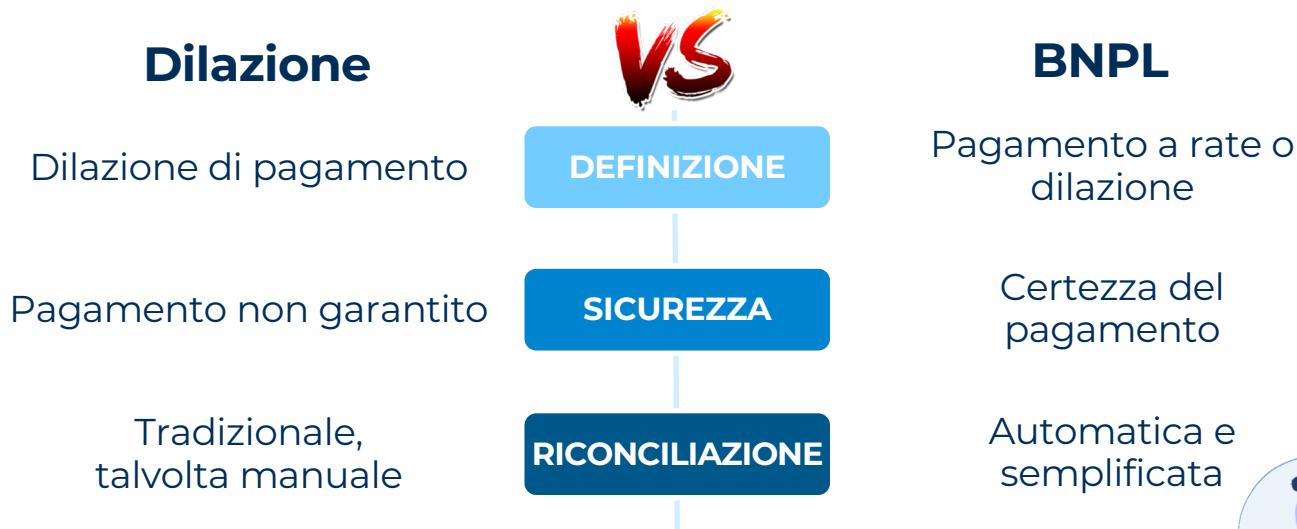 VS
Dilazione
BNPL
Dilazione di pagamento
DEFINIZIONE
Pagamento a rate o
dilazione
Pagamento non garantito
SICUREZZA
Certezza del
pagamento
Tradizionale,
talvolta manuale
RICONCILIAZIONE
Automatica e
semplificata